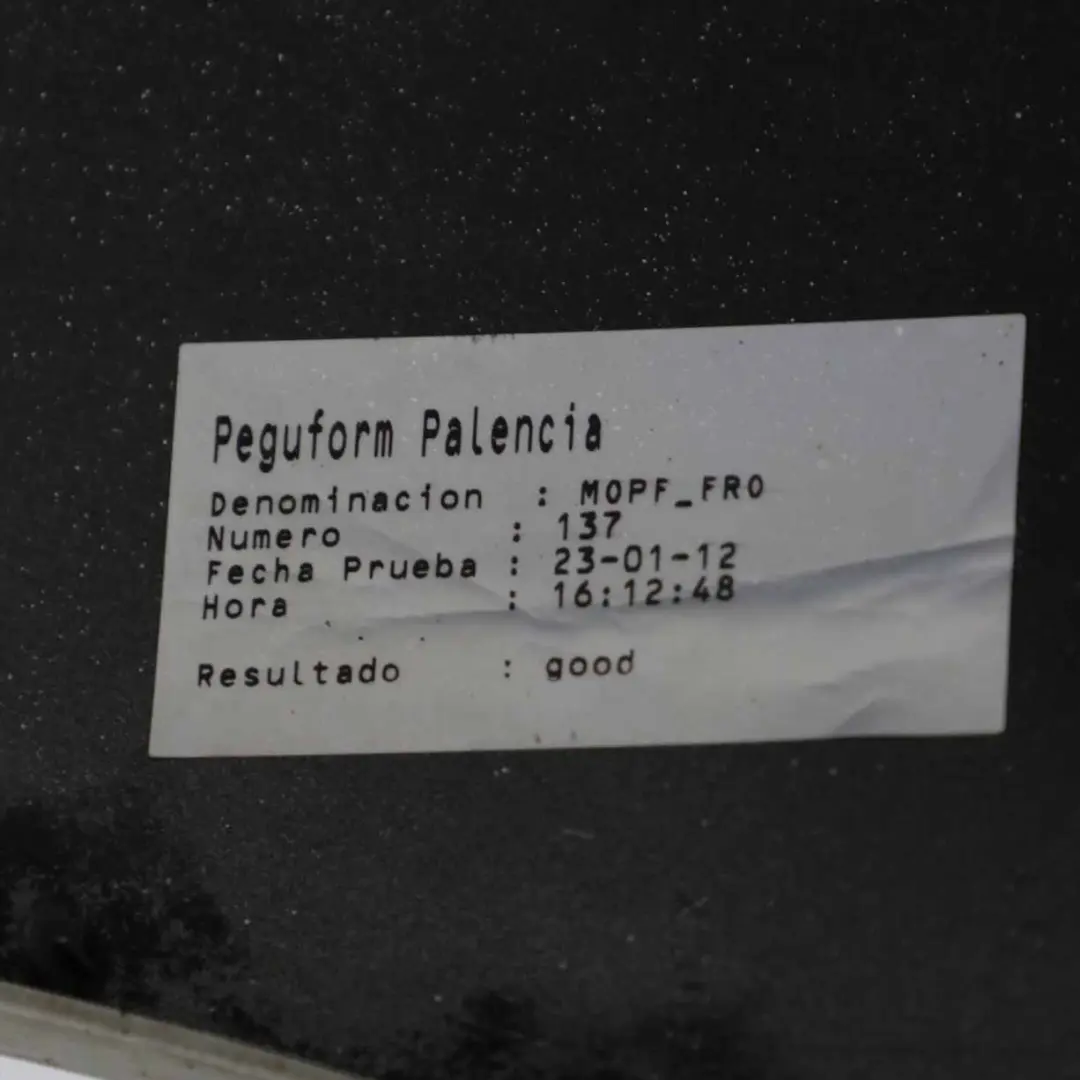 Peguform Palencia
Denominacion : MOPF_FRO
Numero : 137
Fecha Prueba : 23-01-12
Hora : 16:12:48
Resultado : good